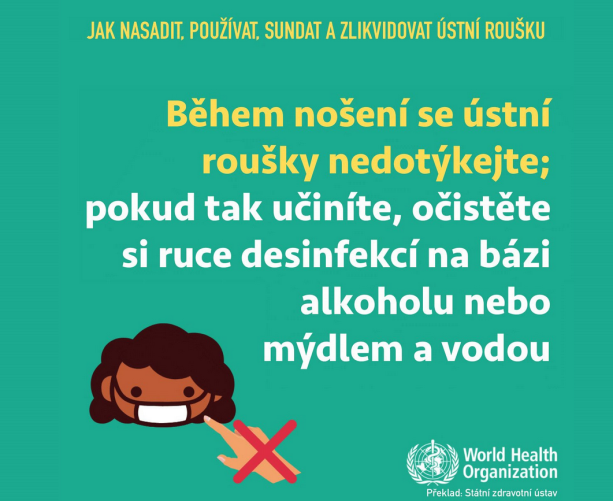 JAK NASADIT, POUŽÍVAT, SUNDAT A ZLIKVIDOVAT ÚSTNÍ ROUŠKU
Během nošení se ústní
roušky nedotýkejte;
pokud tak učiníte, očistěte
si ruce desinfekcí na bázi
alkoholu nebo
mýdlem a vodou
World Health
Organization
Překlad: Státní zdravotní ústav